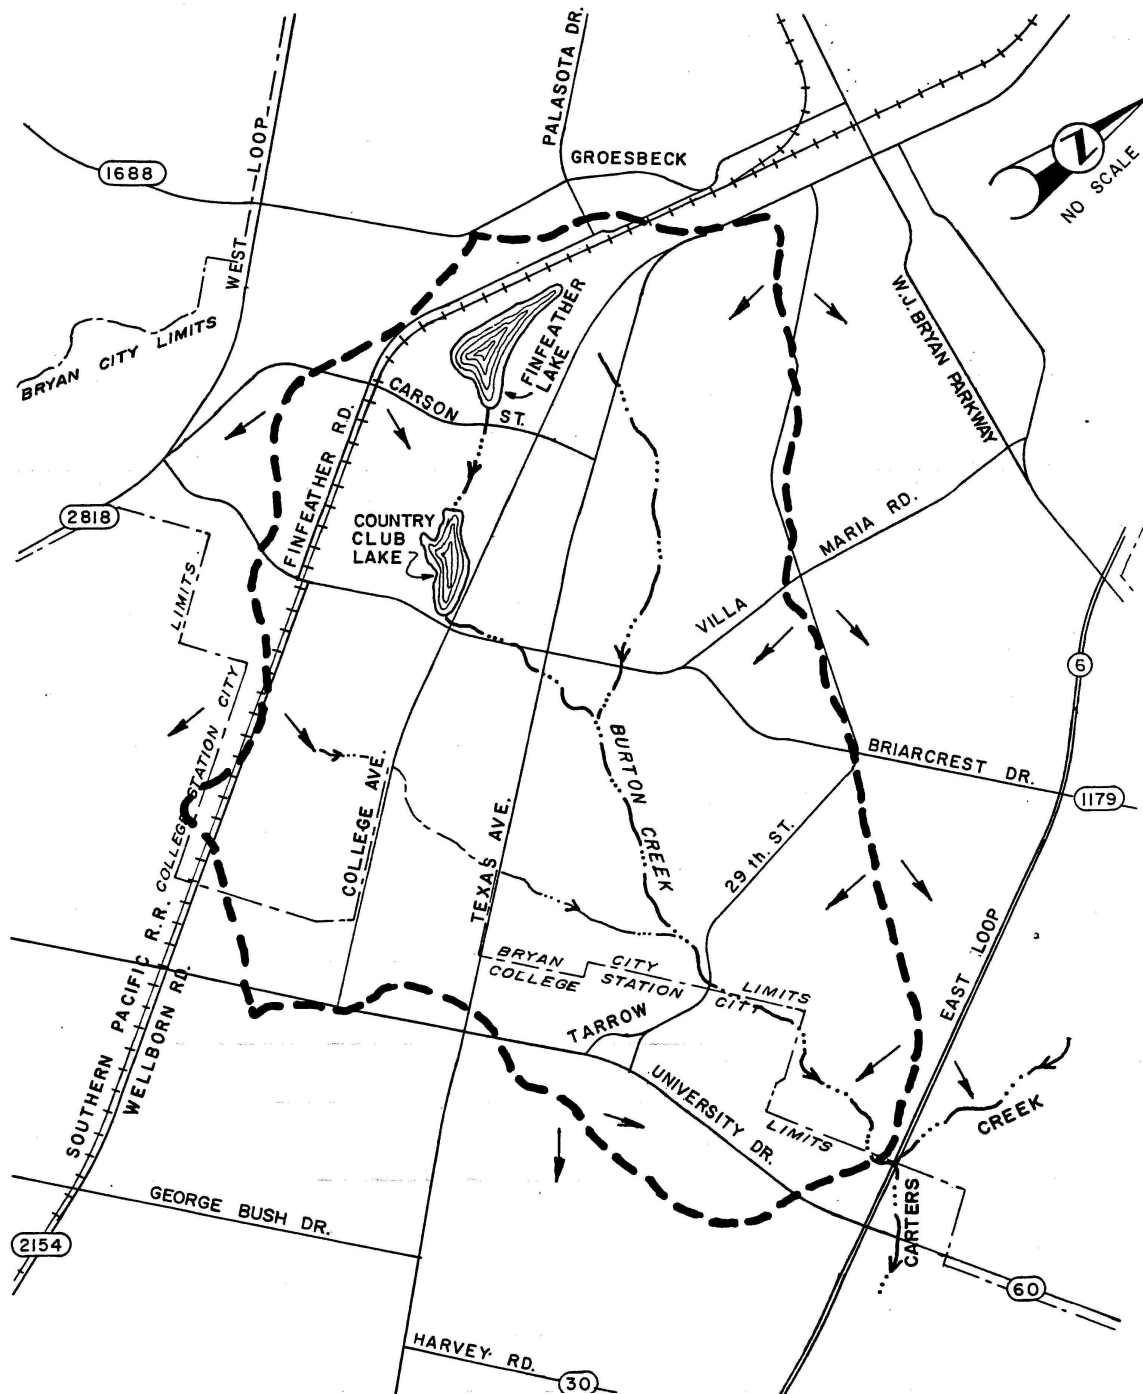 PALASOTA DR.
GROESBECK
1688
WEST LOOP
N
NO SCALE
BRYAN CITY LIMITS
FINFEATHER
LAKE
W.J. BRYAN PARKWAY
CARSON ST.
FINFEATHER RD.
2818
COUNTRY
CLUB
LAKE
VILLA MARIA RD.
LIMITS
COLLEGE STATION CITY
6
BURTON CREEK
BRIARCREST DR.
1179
COLLEGE AVE.
TEXAS AVE.
29 th. ST.
EAST LOOP
BRYAN CITY LIMITS
COLLEGE STATION CITY
LIMITS
TARROW
UNIVERSITY DR.
SOUTHERN PACIFIC R.R.
WELLBORN RD.
CARTERS CREEK
GEORGE BUSH DR.
2154
60
HARVEY RD.
30